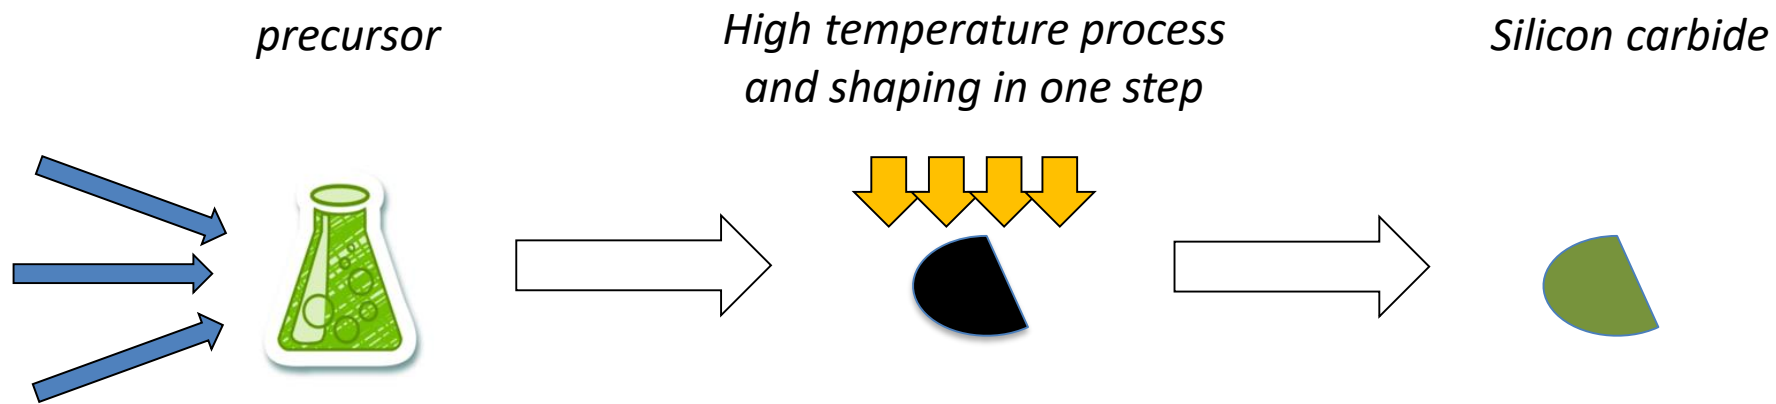 precursor
High temperature process
and shaping in one step
Silicon carbide